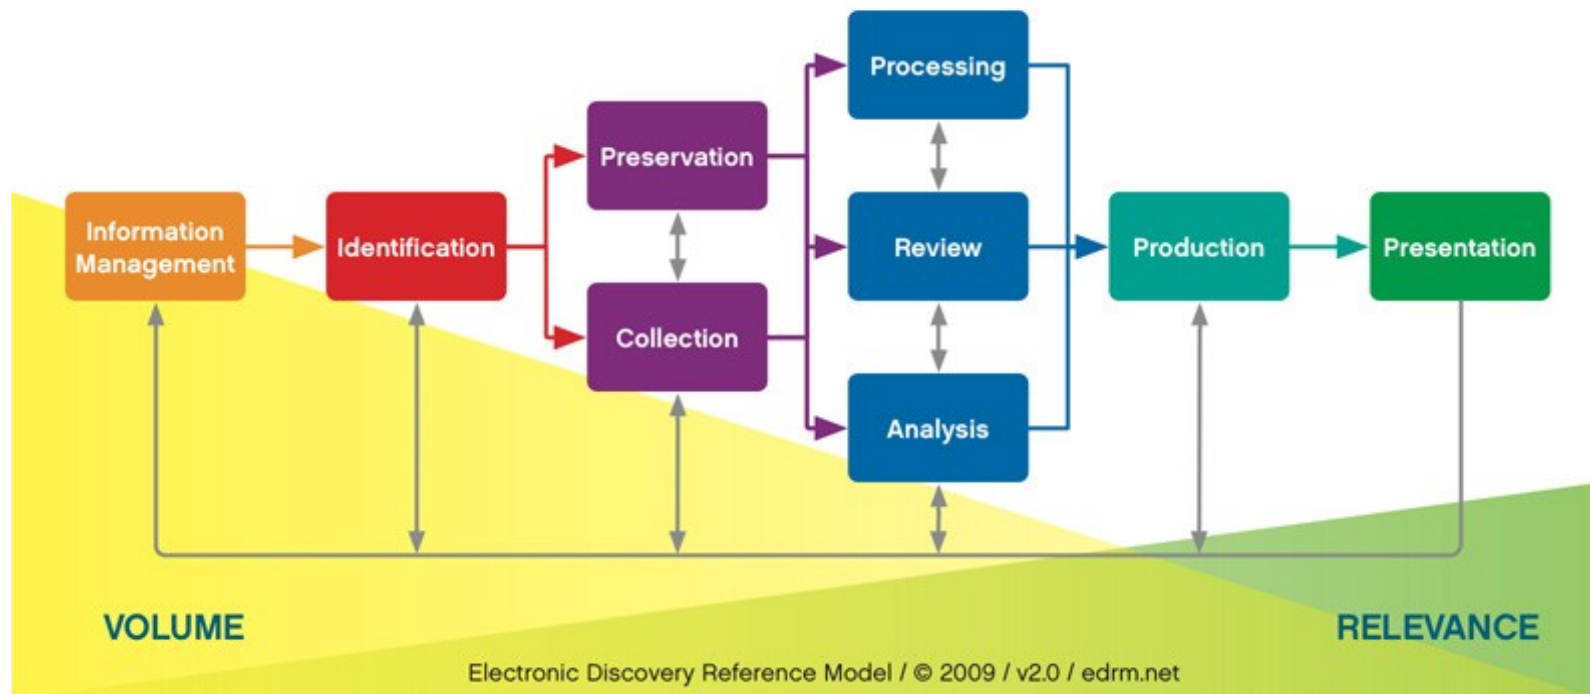 Processing
Preservation
Information
Management
Identification
Review
Production
Presentation
Collection
Analysis
VOLUME
RELEVANCE
Electronic Discovery Reference Model / © 2009 / v2.0 / edrm.net